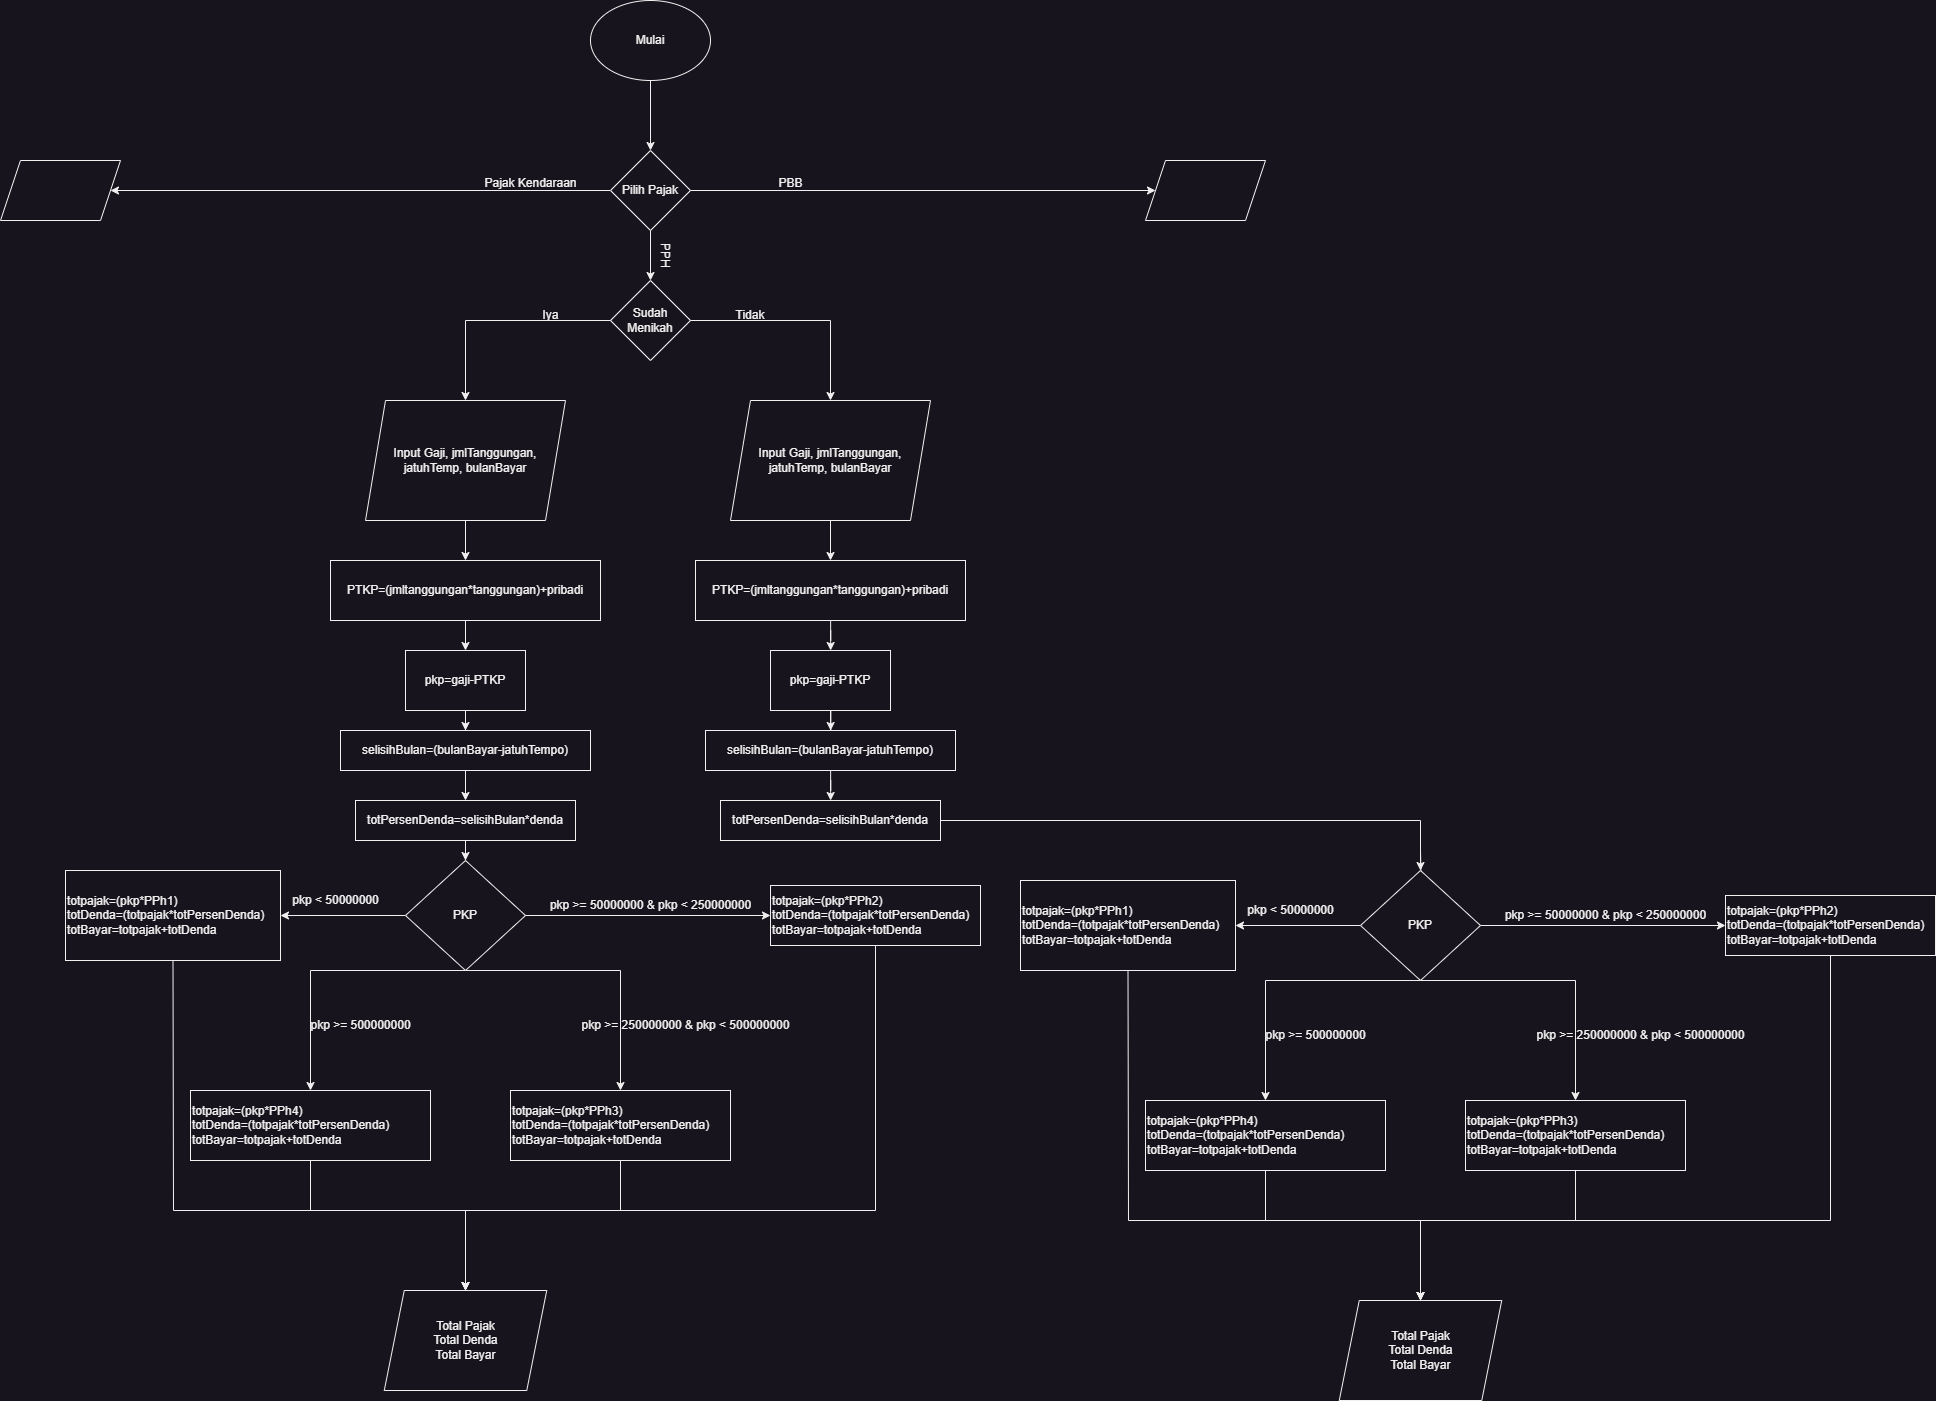 Mulai
Pajak Kendaraan
Pilih Pajak
PBB
PPH
Iya
Sudah
Menikah
Tidak
Input Gaji, jmlTanggungan,
jatuhTemp, bulanBayar
Input Gaji, jmlTanggungan,
jatuhTemp, bulanBayar
PTKP=(jmltanggungan*tanggungan)+pribadi
PTKP=(jmltanggungan*tanggungan)+pribadi
pkp=gaji-PTKP
pkp=gaji-PTKP
selisihBulan=(bulanBayar-jatuhTempo)
selisihBulan=(bulanBayar-jatuhTempo)
totPersenDenda=selisihBulan*denda
totPersenDenda=selisihBulan*denda
totpajak=(pkp*PPh1)
totDenda=(totpajak*totPersenDenda)
totBayar=totpajak+totDenda
pkp < 50000000
PKP
pkp >= 50000000 & pkp < 250000000
totpajak=(pkp*PPh2)
totDenda=(totpajak*totPersenDenda)
totBayar=totpajak+totDenda
totpajak=(pkp*PPh1)
totDenda=(totpajak*totPersenDenda)
totBayar=totpajak+totDenda
pkp < 50000000
PKP
pkp >= 50000000 & pkp < 250000000
totpajak=(pkp*PPh2)
totDenda=(totpajak*totPersenDenda)
totBayar=totpajak+totDenda
pkp >= 500000000
pkp >= 250000000 & pkp < 500000000
pkp >= 500000000
pkp >= 250000000 & pkp < 500000000
totpajak=(pkp*PPh4)
totDenda=(totpajak*totPersenDenda)
totBayar=totpajak+totDenda
totpajak=(pkp*PPh3)
totDenda=(totpajak*totPersenDenda)
totBayar=totpajak+totDenda
totpajak=(pkp*PPh4)
totDenda=(totpajak*totPersenDenda)
totBayar=totpajak+totDenda
totpajak=(pkp*PPh3)
totDenda=(totpajak*totPersenDenda)
totBayar=totpajak+totDenda
Total Pajak
Total Denda
Total Bayar
Total Pajak
Total Denda
Total Bayar